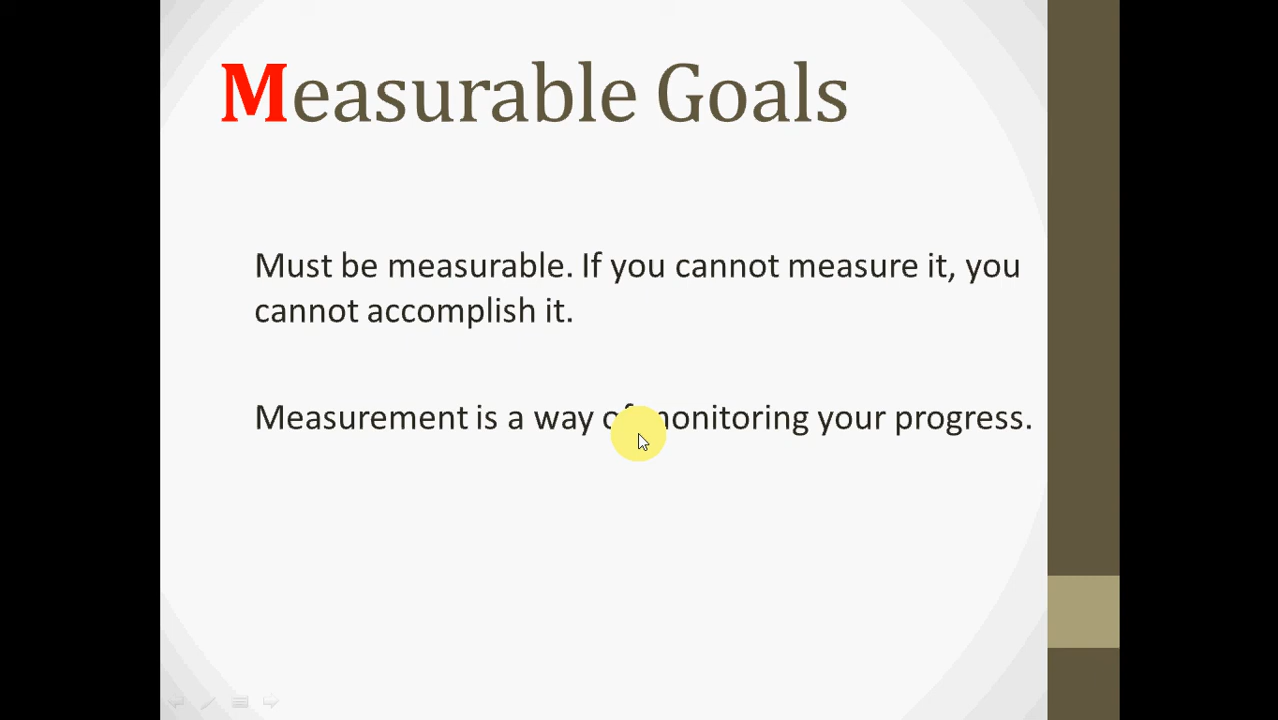 Measurable Goals
Must be measurable. If you cannot measure it, you
cannot accomplish it.
Measurement is a way of monitoring your progress.